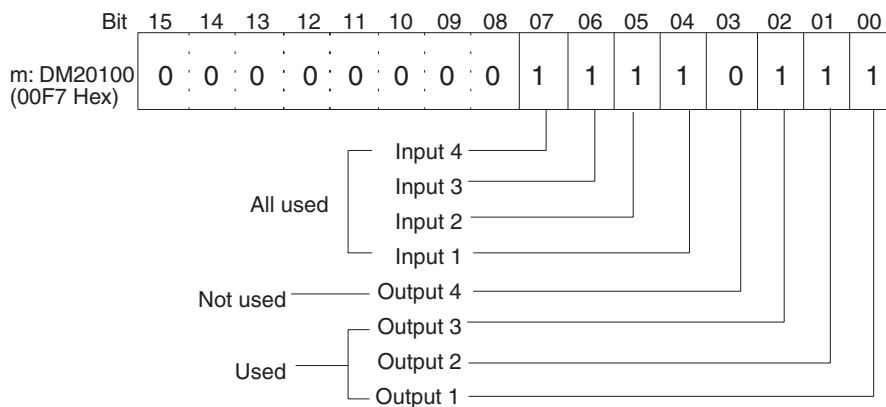 Bit 15 14 13 12 11 10 09 08 07 06 05 04 03 02 01 00
m: DM20100 0 0 0 0 0 0 0 0 1 1 1 1 0 1 1 1
(00F7 Hex)
Input 4
Input 3
All used
Input 2
Input 1
Not used Output 4
Output 3
Used
Output 2
Output 1